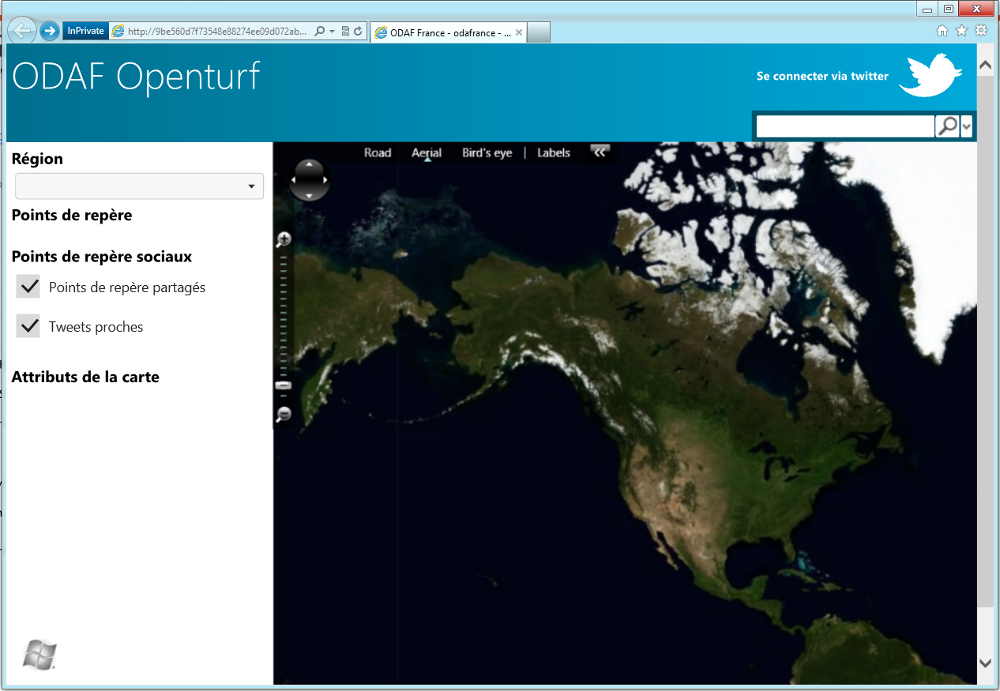 InPrivate http://9be560d7f73548e88274ee09d072ab... ODAF France - odafrance - ...
ODAF Openturf
Se connecter via twitter
Région
Road Aerial Bird's eye | Labels
Points de repère
Points de repère sociaux
Points de repère partagés
Tweets proches
Attributs de la carte